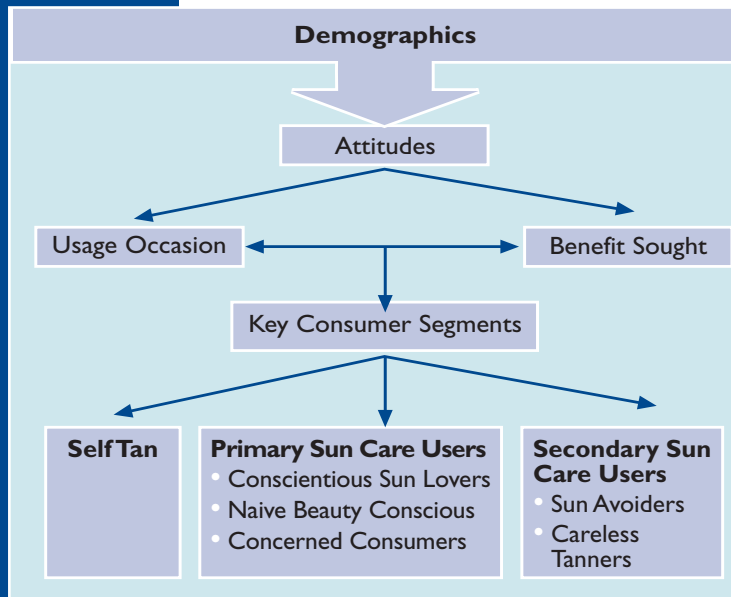 Demographics
Attitudes
Usage Occasion
Benefit Sought
Key Consumer Segments
Self Tan
Primary Sun Care Users
• Conscientious Sun Lovers
• Naive Beauty Conscious
• Concerned Consumers
Secondary Sun
Care Users
• Sun Avoiders
• Careless
Tanners